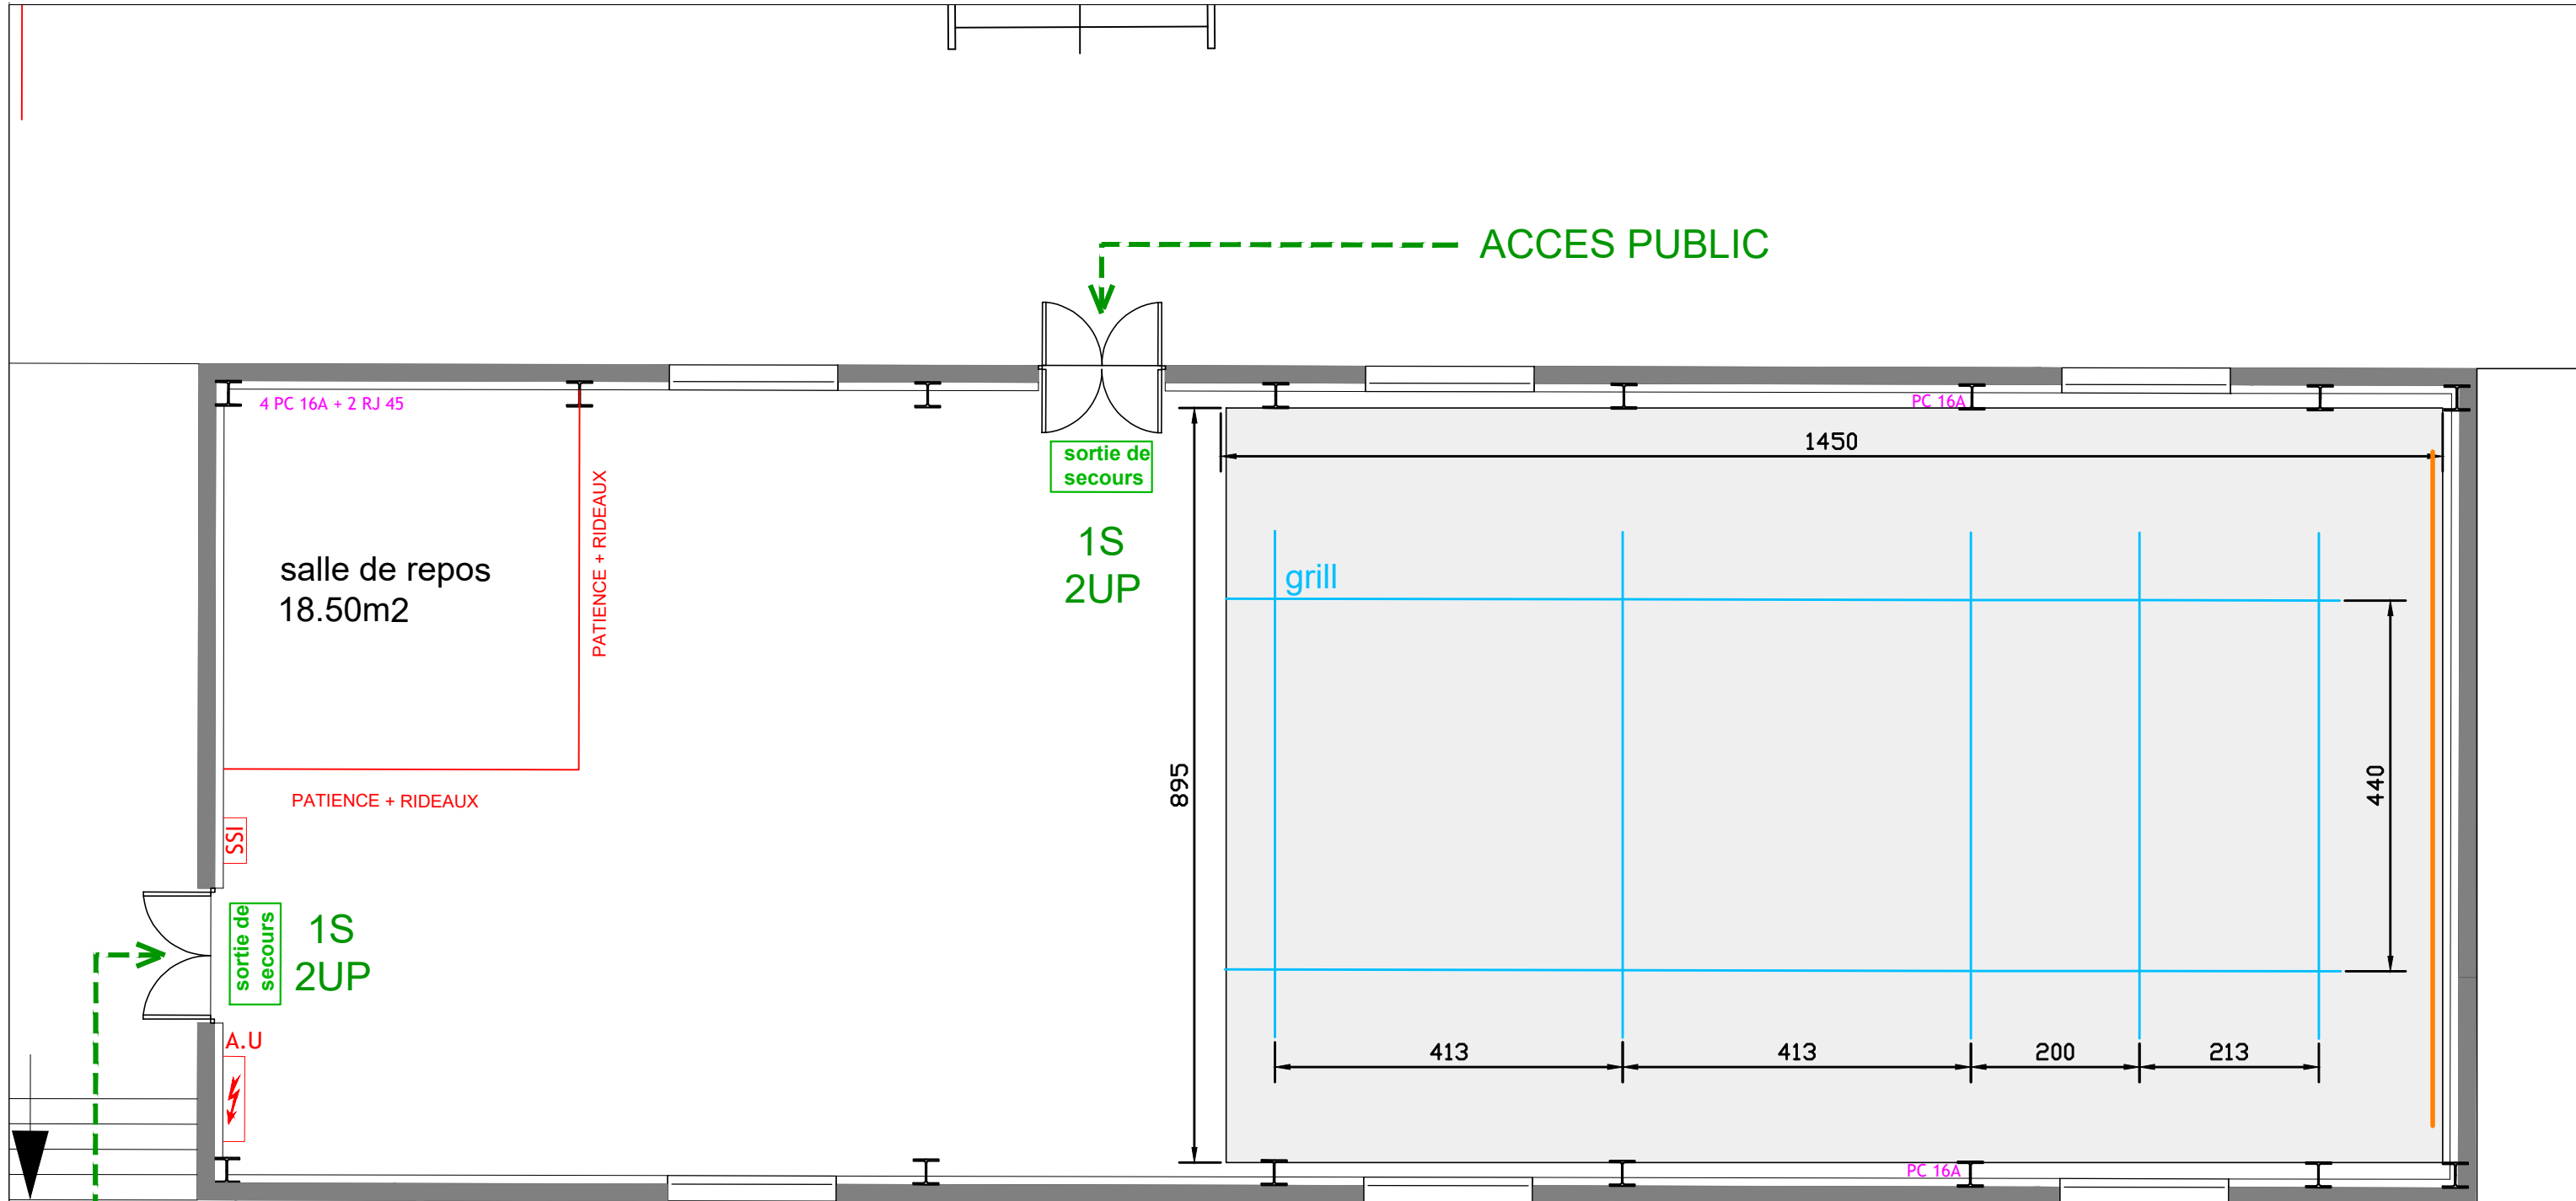 ACCES PUBLIC
4 PC 16A + 2 RJ 45
PC 16A
1450
sortie de
secours
PATIENCE + RIDEAUX
1S
2UP
salle de repos
18.50m2
grill
895
440
PATIENCE + RIDEAUX
SSI
sortie de
secours
1S
2UP
A.U
413
413
200
213
PC 16A